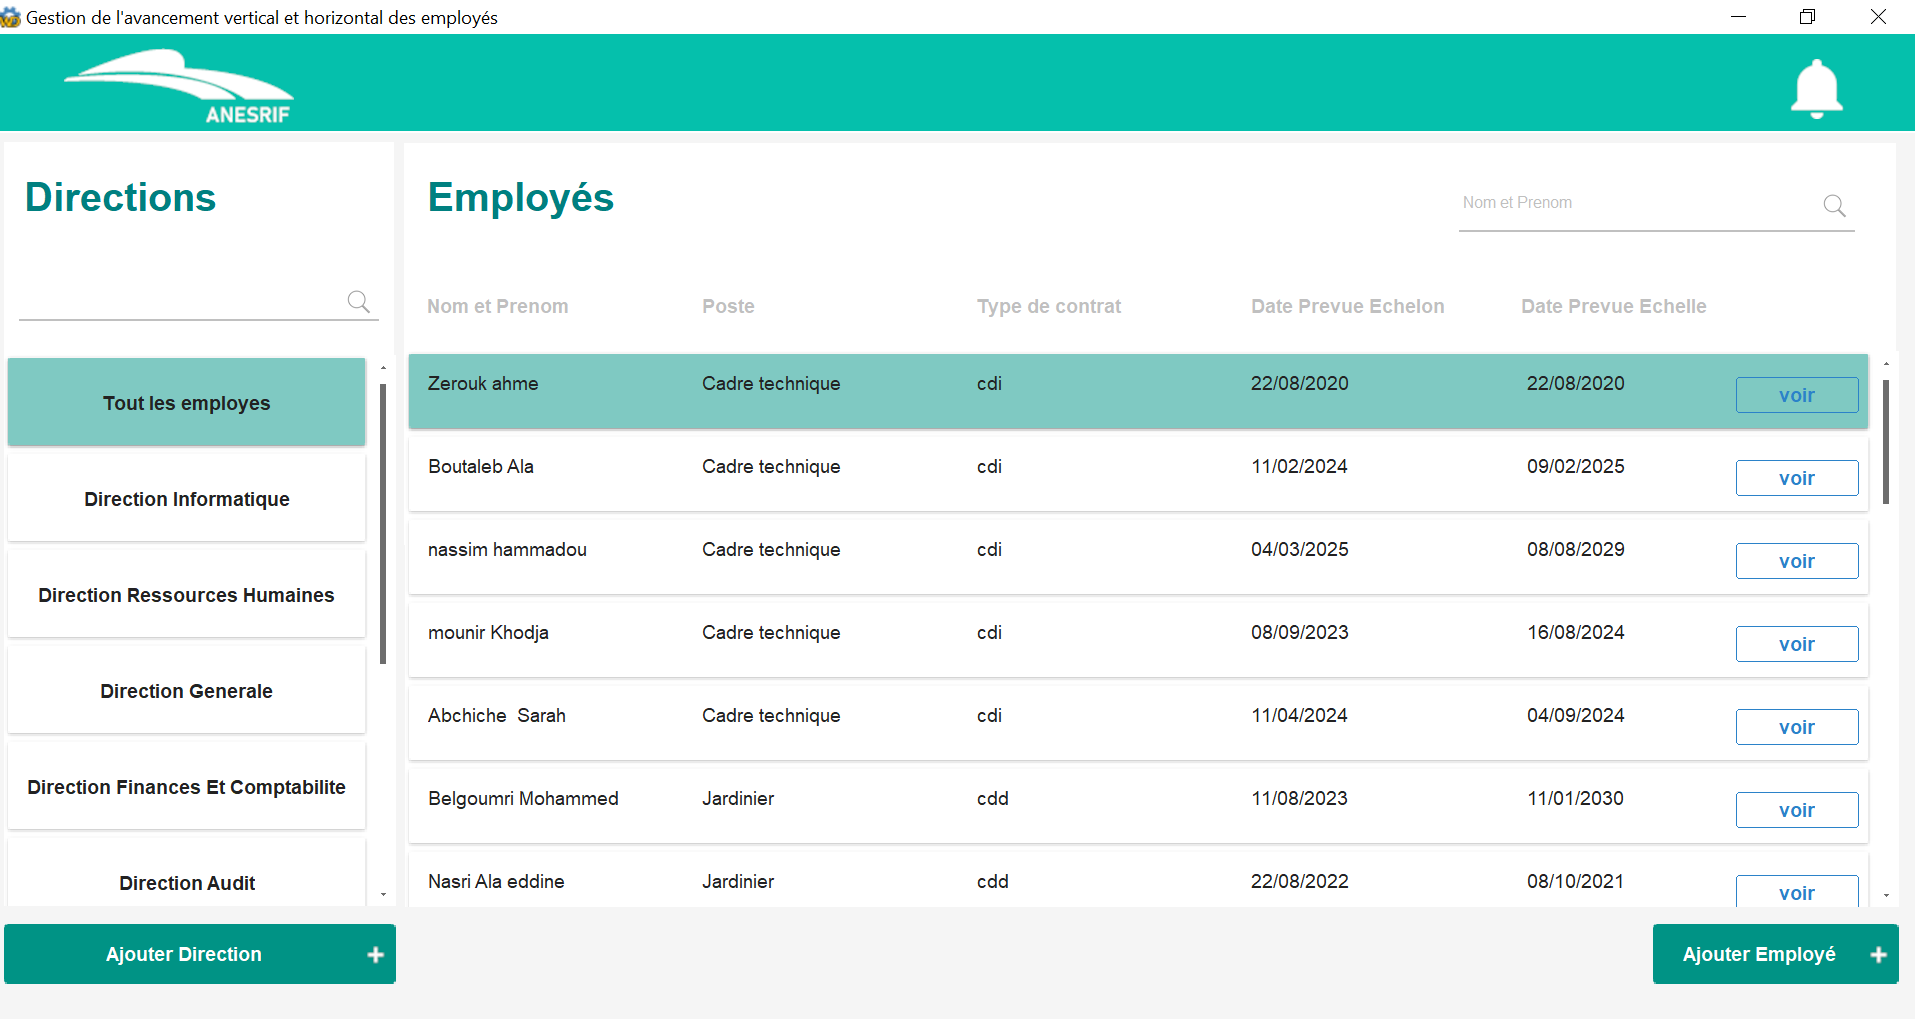 Gestion de l'avancement vertical et horizontal des employés
ANESRIF
Directions
Tout les employes
Direction Informatique
Direction Ressources Humaines
Direction Generale
Direction Finances Et Comptabilite
Direction Audit
Ajouter Direction +
Employés
Nom et Prenom
Nom et Prenom Poste Type de contrat Date Prevue Echelon Date Prevue Echelle
Zerouk ahme Cadre technique cdi 22/08/2020 22/08/2020 voir
Boutaleb Ala Cadre technique cdi 11/02/2024 09/02/2025 voir
nassim hammadou Cadre technique cdi 04/03/2025 08/08/2029 voir
mounir Khodja Cadre technique cdi 08/09/2023 16/08/2024 voir
Abchiche  Sarah Cadre technique cdi 11/04/2024 04/09/2024 voir
Belgoumri Mohammed Jardinier cdd 11/08/2023 11/01/2030 voir
Nasri Ala eddine Jardinier cdd 22/08/2022 08/10/2021 voir
Ajouter Employé +